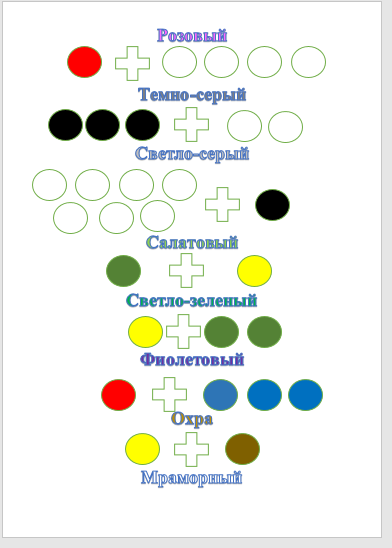 Розовый
Темно-серый
Светло-серый
Салатовый
Светло-зеленый
Фиолетовый
Охра
Мраморный